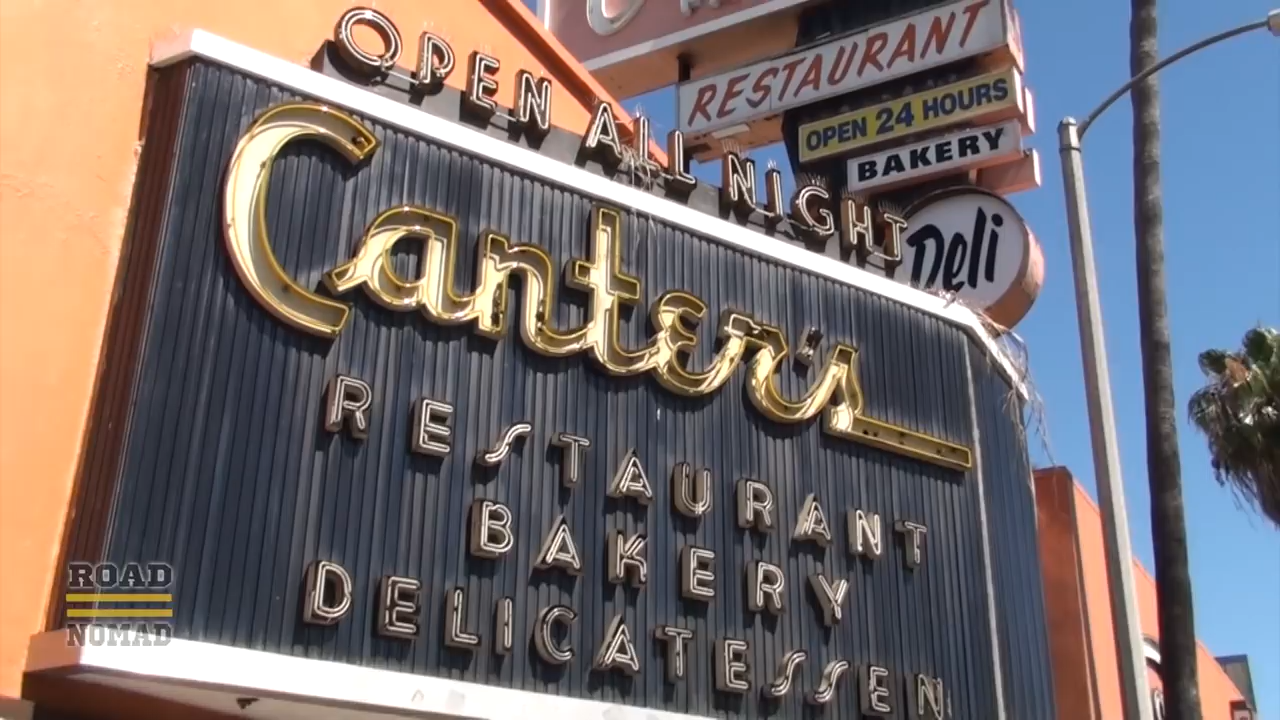 OPEN ALL NIGHT
Canter's
RESTAURANT
BAKERY
DELICATESSEN
RESTAURANT
OPEN 24 HOURS
BAKERY
Deli
ROAD
NOMAD